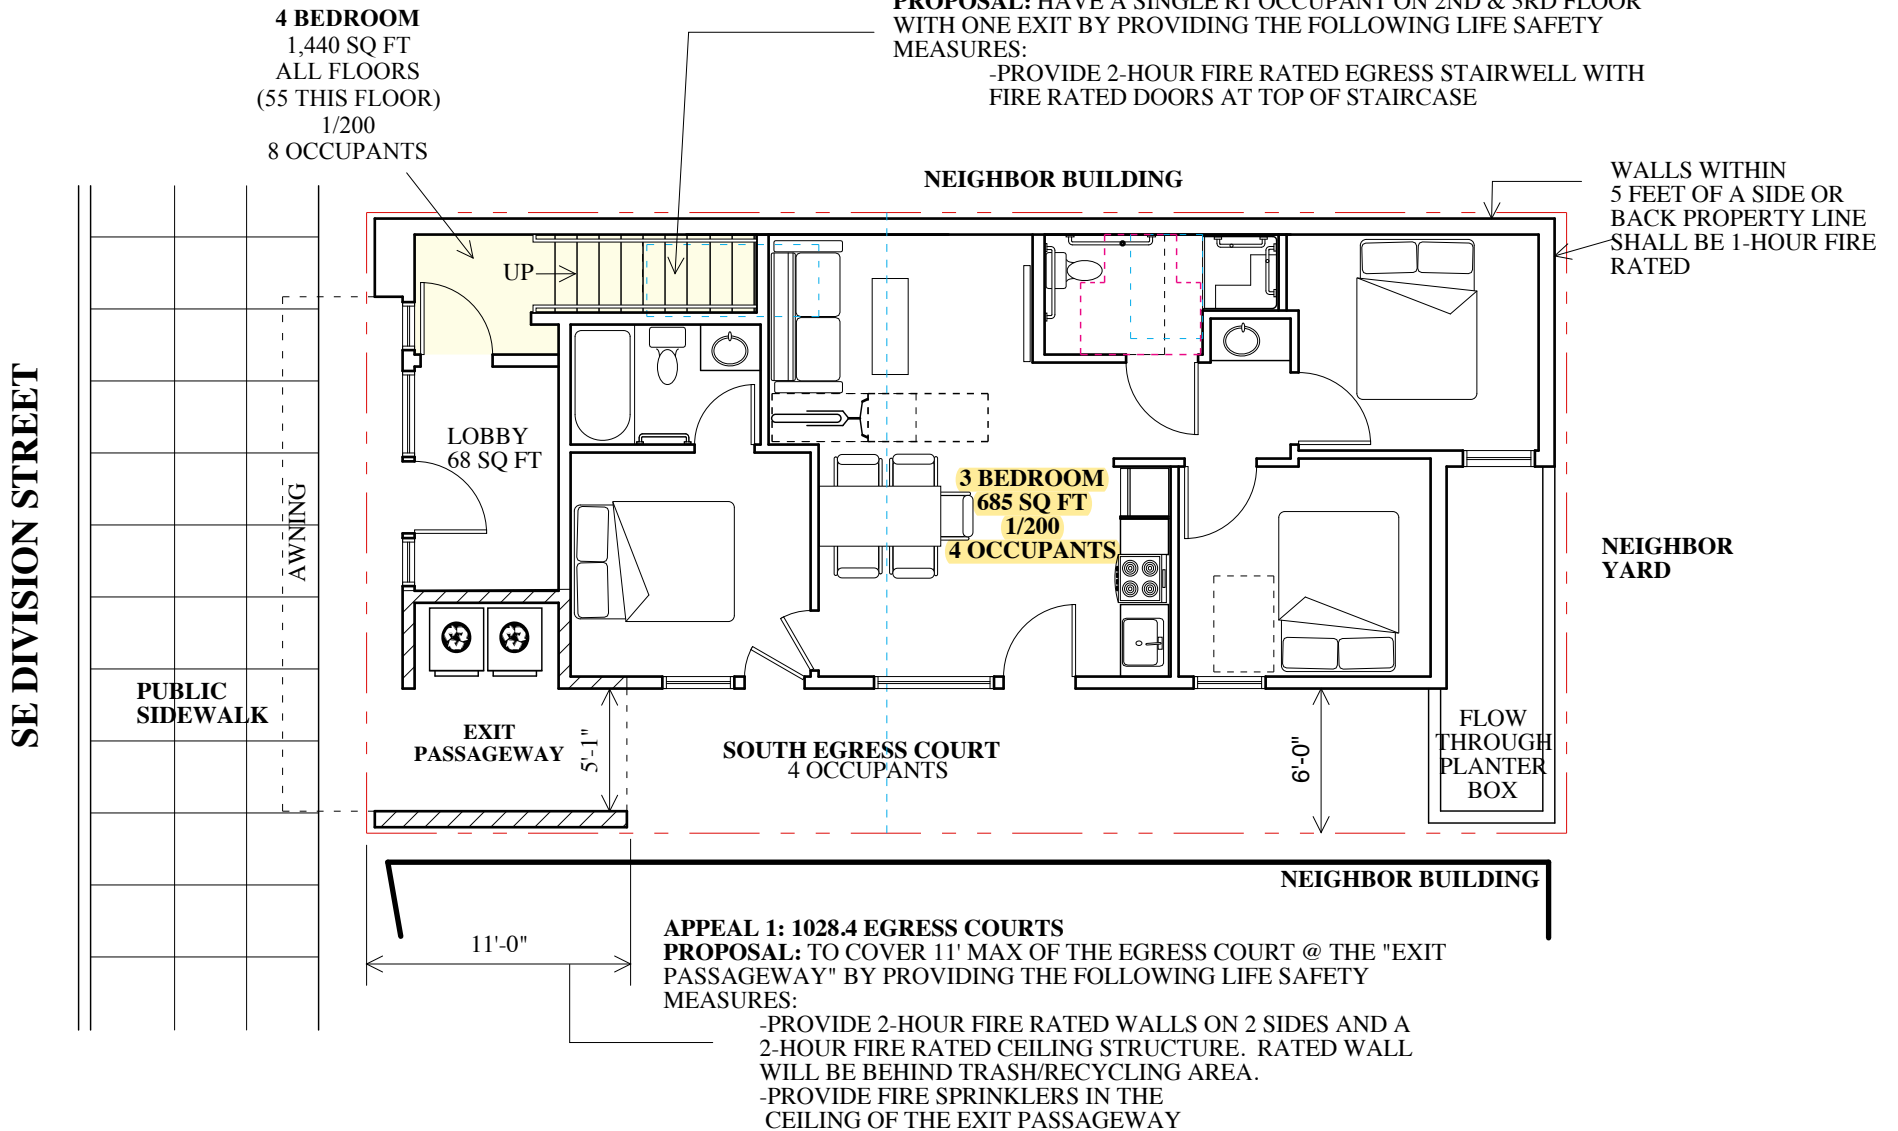 4 BEDROOM
1,440 SQ FT
ALL FLOORS
(55 THIS FLOOR)
1/200
8 OCCUPANTS
PROPOSAL: HAVE A SINGLE R1 OCCUPANT ON 2ND & 3RD FLOOR
WITH ONE EXIT BY PROVIDING THE FOLLOWING LIFE SAFETY
MEASURES:
-PROVIDE 2-HOUR FIRE RATED EGRESS STAIRWELL WITH
FIRE RATED DOORS AT TOP OF STAIRCASE
NEIGHBOR BUILDING
WALLS WITHIN
5 FEET OF A SIDE OR
BACK PROPERTY LINE
SHALL BE 1-HOUR FIRE
RATED
UP
SE DIVISION STREET
AWNING
LOBBY
68 SQ FT
3 BEDROOM
685 SQ FT
1/200
4 OCCUPANTS
NEIGHBOR
YARD
PUBLIC
SIDEWALK
EXIT
PASSAGEWAY
5'-1"
SOUTH EGRESS COURT
4 OCCUPANTS
6'-0"
FLOW
THROUGH
PLANTER
BOX
NEIGHBOR BUILDING
11'-0"
APPEAL 1: 1028.4 EGRESS COURTS
PROPOSAL: TO COVER 11' MAX OF THE EGRESS COURT @ THE "EXIT
PASSAGEWAY" BY PROVIDING THE FOLLOWING LIFE SAFETY
MEASURES:
-PROVIDE 2-HOUR FIRE RATED WALLS ON 2 SIDES AND A
2-HOUR FIRE RATED CEILING STRUCTURE. RATED WALL
WILL BE BEHIND TRASH/RECYCLING AREA.
-PROVIDE FIRE SPRINKLERS IN THE
CEILING OF THE EXIT PASSAGEWAY